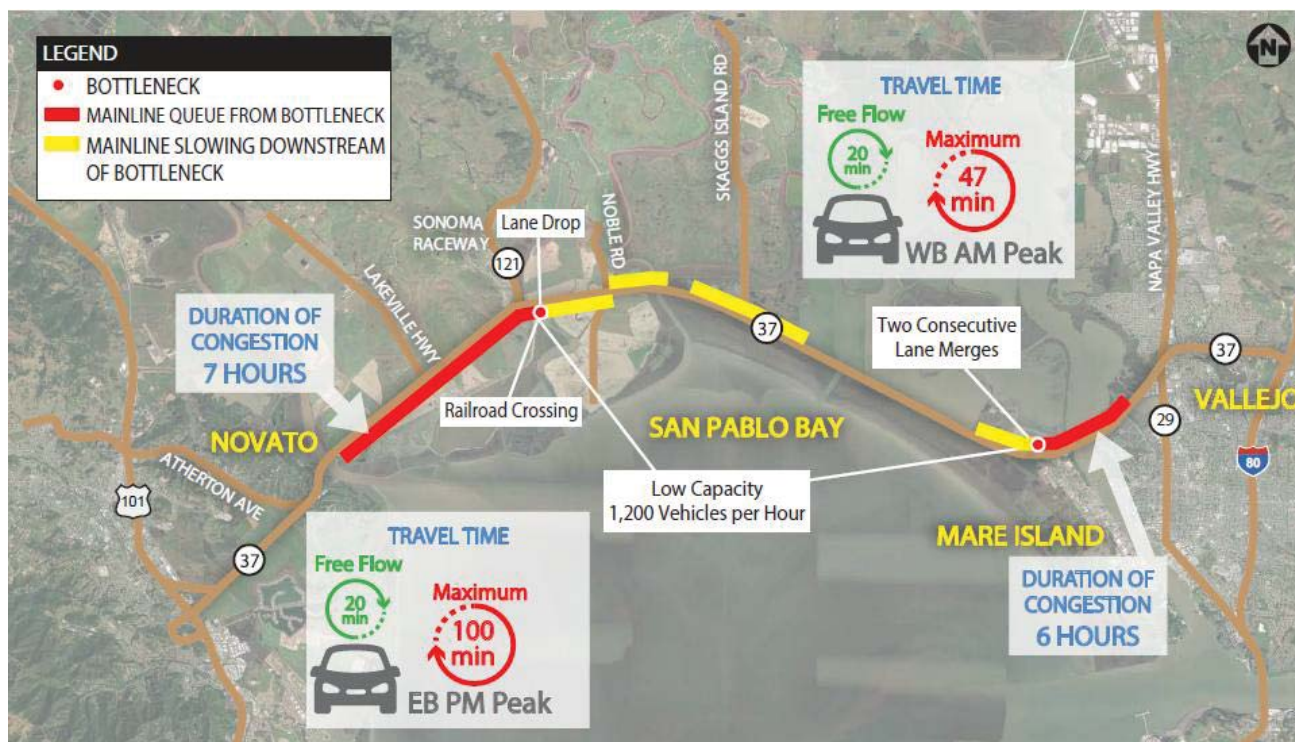 LEGEND
BOTTLENECK
MAINLINE QUEUE FROM BOTTLENECK
MAINLINE SLOWING DOWNSTREAM
OF BOTTLENECK
N
SKAGGS ISLAND RD
TRAVEL TIME
Free Flow
20
min
Maximum
47
min
WB AM Peak
NAPA VALLEY HWY
SONOMA
RACEWAY
121
Lane Drop
NOBLE RD
LAKEVILLE HWY
DURATION OF
CONGESTION
7 HOURS
Railroad Crossing
37
Two Consecutive
Lane Merges
37
VALLEJO
29
80
NOVATO
ATHERTON AVE
101
37
SAN PABLO BAY
Low Capacity
1,200 Vehicles per Hour
MARE ISLAND
DURATION OF
CONGESTION
6 HOURS
TRAVEL TIME
Free Flow
20
min
Maximum
100
min
EB PM Peak